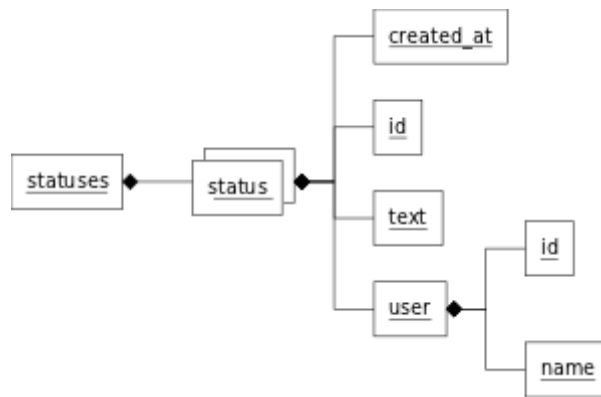 statuses
status
created_at
id
text
user
id
name